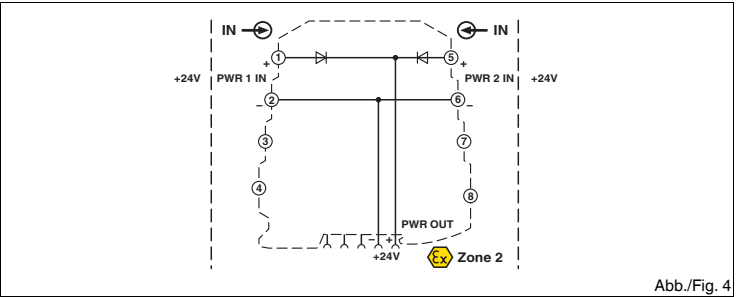 IN
IN
1
5
+
+
+24V
PWR 1 IN
PWR 2 IN
+24V
2
6
–
–
3
7
4
8
PWR OUT
– +
+24V
Ex
Zone 2
Abb./Fig. 4